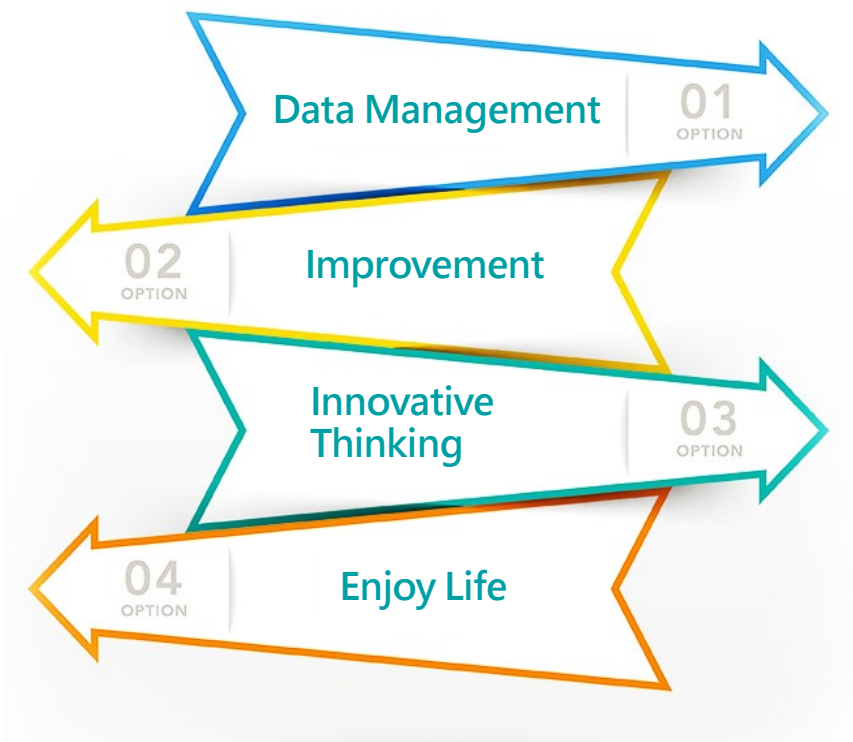 Data Management
01
OPTION
02
OPTION
Improvement
Innovative
Thinking
03
OPTION
04
OPTION
Enjoy Life